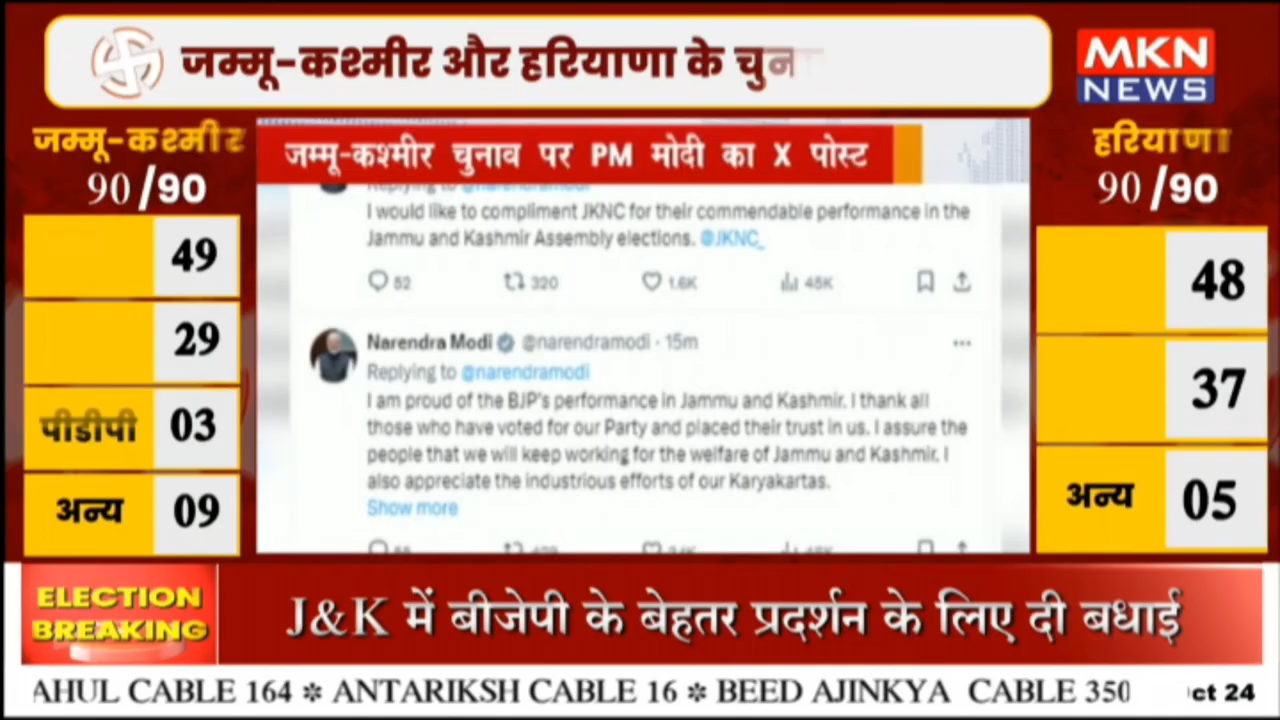 जम्मू-कश्मीर और हरियाणा के चुन
MKN
NEWS
जम्मू-कश्मीर
90/90
49
29
पीडीपी 03
अन्य 09
जम्मू-कश्मीर चुनाव पर PM मोदी का X पोस्ट
Replying to @narendramodi
I would like to compliment JKNC for their commendable performance in the
Jammu and Kashmir Assembly elections. @JKNC_
52 320 1.6K 45K
Narendra Modi @narendramodi · 15m
Replying to @narendramodi
I am proud of the BJP's performance in Jammu and Kashmir. I thank all
those who have voted for our Party and placed their trust in us. I assure the
people that we will keep working for the welfare of Jammu and Kashmir. I
also appreciate the industrious efforts of our Karyakartas.
Show more
हरियाणा
90/90
48
37
अन्य 05
ELECTION
BREAKING
J&K में बीजेपी के बेहतर प्रदर्शन के लिए दी बधाई
AHUL CABLE 164 ✲ ANTARIKSH CABLE 16 ✲ BEED AJINKYA CABLE 350
ct 24